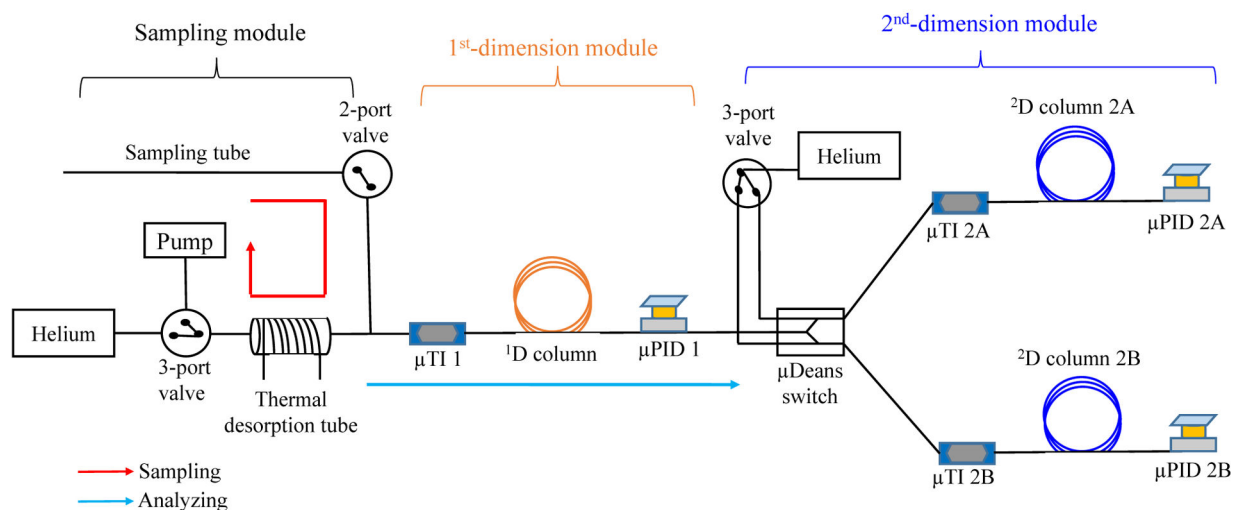 Sampling module
1st-dimension module
2nd-dimension module
2-port
valve
3-port
valve
2D column 2A
Sampling tube
Helium
Pump
µTI 2A
µPID 2A
Helium
3-port
valve
Thermal
desorption tube
µTI 1
1D column
µPID 1
µDeans
switch
2D column 2B
µTI 2B
µPID 2B
Sampling
Analyzing